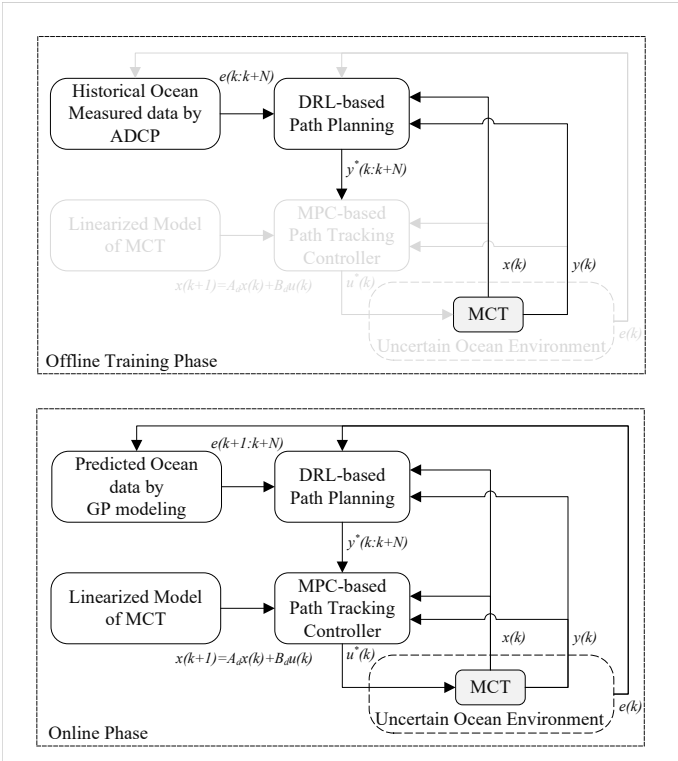 e(k:k+N)
Historical Ocean
Measured data by
ADCP
DRL-based
Path Planning
y*(k:k+N)
Linearized Model
of MCT
MPC-based
Path Tracking
Controller
x(k+1)=Adx(k)+Bdu(k)
u*(k)
x(k)
y(k)
MCT
Uncertain Ocean Environment
e(k)
Offline Training Phase
e(k+1:k+N)
Predicted Ocean
data by
GP modeling
DRL-based
Path Planning
y*(k:k+N)
Linearized Model
of MCT
MPC-based
Path Tracking
Controller
x(k+1)=Adx(k)+Bdu(k)
u*(k)
x(k)
y(k)
MCT
Uncertain Ocean Environment
e(k)
Online Phase